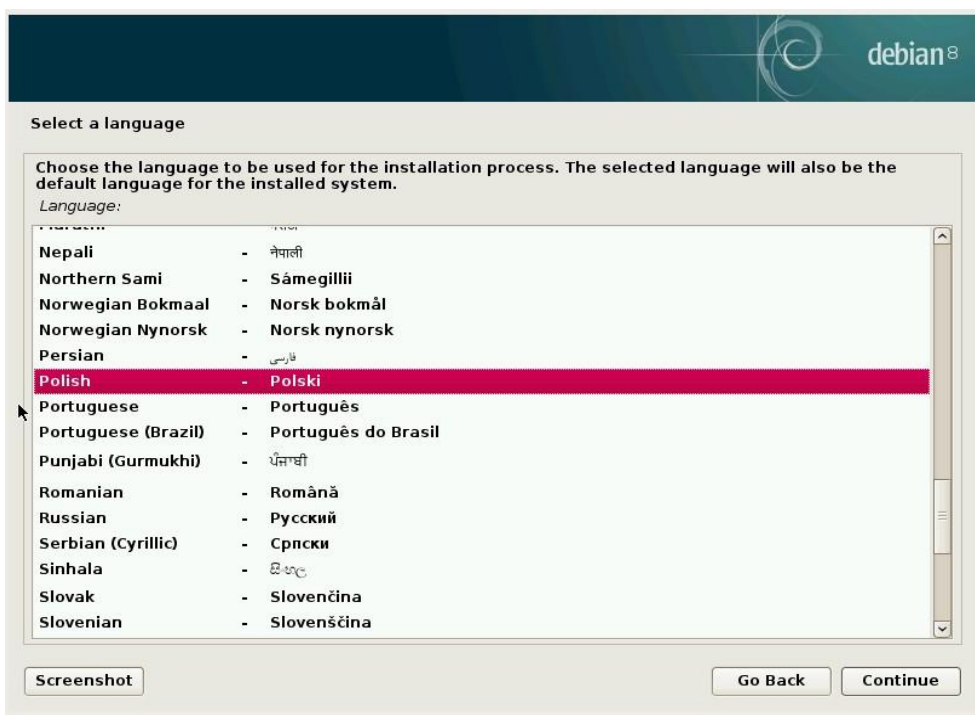 debian 8
Select a language
Choose the language to be used for the installation process. The selected language will also be the
default language for the installed system.
Language:
Nepali - नेपाली
Northern Sami - Sámegillii
Norwegian Bokmaal - Norsk bokmål
Norwegian Nynorsk - Norsk nynorsk
Persian - فارسی
Polish - Polski
Portuguese - Português
Portuguese (Brazil) - Português do Brasil
Punjabi (Gurmukhi) - ਪੰਜਾਬੀ
Romanian - Română
Russian - Русский
Serbian (Cyrillic) - Српски
Sinhala - සිංහල
Slovak - Slovenčina
Slovenian - Slovenščina
Screenshot Go Back Continue